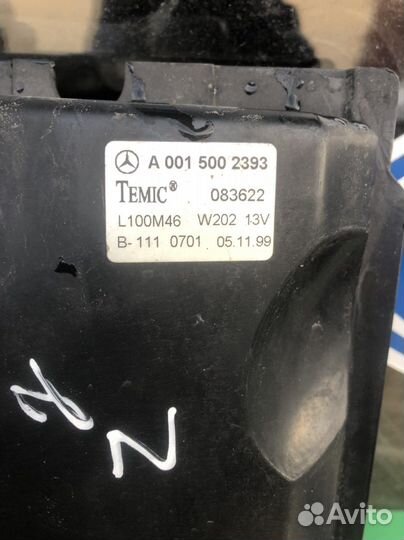 A 001 500 2393
TEMIC® 083622
L100M46 W202 13V
B-111 0701 05.11.99
Avito